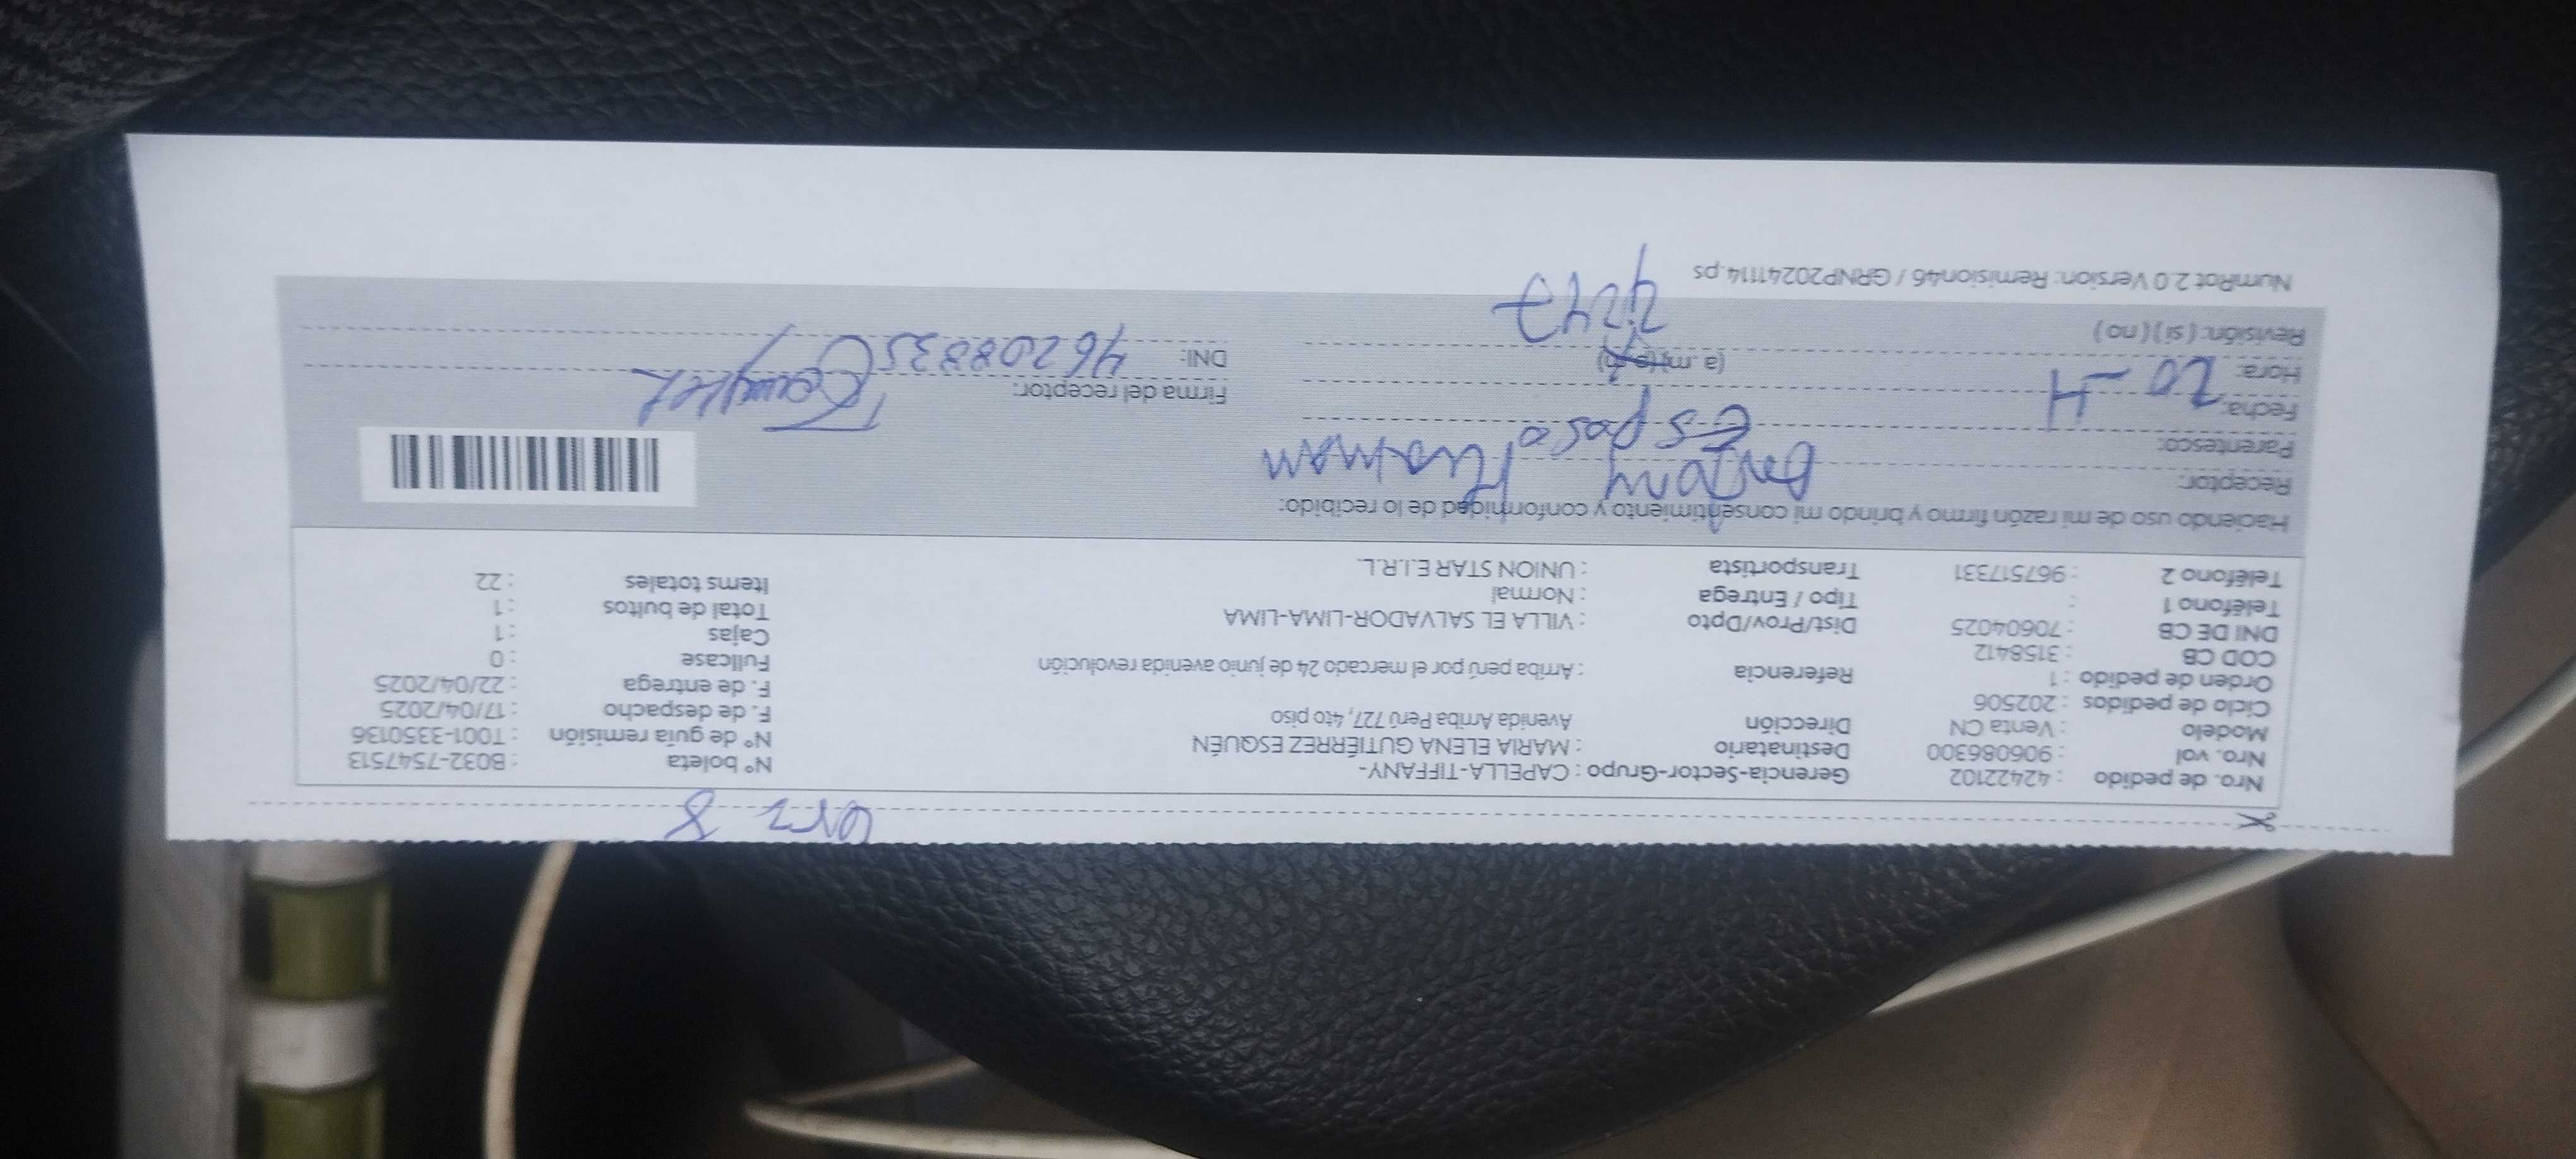 Nro. de pedido : 42422102 Gerencia-Sector-Grupo : CAPELLA-TIFFANY- N° boleta : B032-7547513
Nro. vol : 906086300 Destinatario : MARIA ELENA GUTIÉRREZ ESQUÉN N° de guía remisión : T001-3350136
Modelo : Venta CN Dirección Avenida Arriba Perú 727, 4to piso F. de despacho : 17/04/2025
Ciclo de pedidos : 202506 F. de entrega : 22/04/2025
Orden de pedido : 1 Referencia : Arriba perú por el mercado 24 de junio avenida revolución Fullcase : 0
COD CB : 3158412 Cajas : 1
DNI DE CB : 70604025 Dist/Prov/Dpto : VILLA EL SALVADOR-LIMA-LIMA Total de bultos : 1
Teléfono 1 : Tipo / Entrega : Normal Items totales : 22
Teléfono 2 : 967517331 Transportista : UNION STAR E.I.R.L.
Haciendo uso de mi razón firmo y brindo mi consentimiento y conformidad de lo recibido:
Receptor: Huaman
Parentesco: Esposo
Fecha: 20-4 Firma del receptor:
Hora: (a.m) DNI: 46208835
Revisión: ( si ) ( no )
NumRot 2.0 Version: Remision46 / GRNP20241114.ps